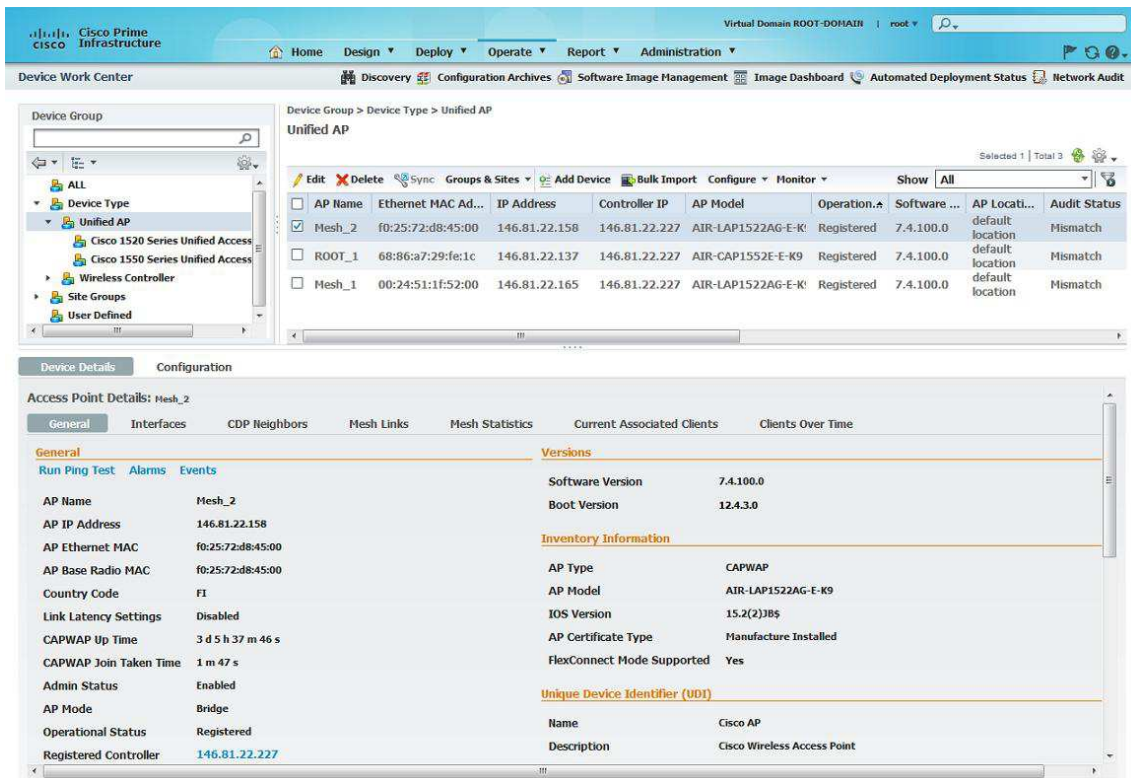 Virtual Domain ROOT-DOMAIN | root
cisco Cisco Prime Infrastructure
Home Design Deploy Operate Report Administration
Device Work Center
Discovery Configuration Archives Software Image Management Image Dashboard Automated Deployment Status Network Audit
Device Group
ALL
Device Type
Unified AP
Cisco 1520 Series Unified Access
Cisco 1550 Series Unified Access
Wireless Controller
Site Groups
User Defined
Device Group > Device Type > Unified AP
Unified AP
Selected 1 | Total 3
Edit Delete Sync Groups & Sites Add Device Bulk Import Configure Monitor Show All
AP Name Ethernet MAC Ad... IP Address Controller IP AP Model Operation... Software ... AP Locati... Audit Status
Mesh_2 f0:25:72:d8:45:00 146.81.22.158 146.81.22.227 AIR-LAP1522AG-E-K Registered 7.4.100.0 default location Mismatch
ROOT_1 68:86:a7:29:fe:1c 146.81.22.137 146.81.22.227 AIR-CAP1552E-E-K9 Registered 7.4.100.0 default location Mismatch
Mesh_1 00:24:51:1f:52:00 146.81.22.165 146.81.22.227 AIR-LAP1522AG-E-K Registered 7.4.100.0 default location Mismatch
Device Details Configuration
Access Point Details: Mesh_2
General Interfaces CDP Neighbors Mesh Links Mesh Statistics Current Associated Clients Clients Over Time
General
Run Ping Test Alarms Events
AP Name Mesh_2
AP IP Address 146.81.22.158
AP Ethernet MAC f0:25:72:d8:45:00
AP Base Radio MAC f0:25:72:d8:45:00
Country Code FI
Link Latency Settings Disabled
CAPWAP Up Time 3 d 5 h 37 m 46 s
CAPWAP Join Taken Time 1 m 47 s
Admin Status Enabled
AP Mode Bridge
Operational Status Registered
Registered Controller 146.81.22.227
Versions
Software Version 7.4.100.0
Boot Version 12.4.3.0
Inventory Information
AP Type CAPWAP
AP Model AIR-LAP1522AG-E-K9
IOS Version 15.2(2)JB$
AP Certificate Type Manufacture Installed
FlexConnect Mode Supported Yes
Unique Device Identifier (UDI)
Name Cisco AP
Description Cisco Wireless Access Point